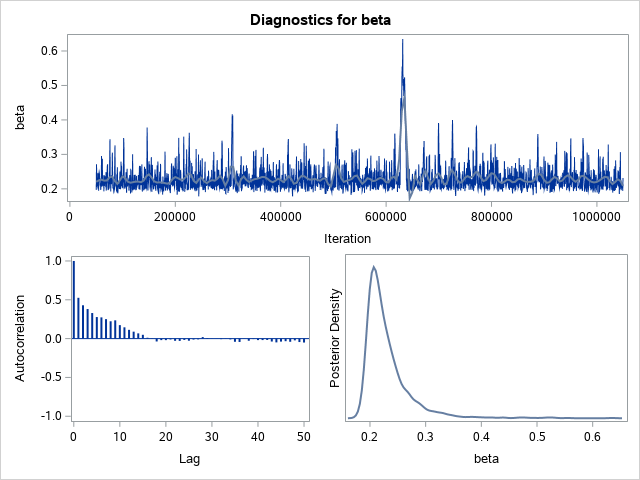 Diagnostics for beta
beta
0.6
0.5
0.4
0.3
0.2
0 200000 400000 600000 800000 1000000
Iteration
Autocorrelation
1.0
0.5
0.0
-0.5
-1.0
0 10 20 30 40 50
Lag
Posterior Density
0.2 0.3 0.4 0.5 0.6
beta